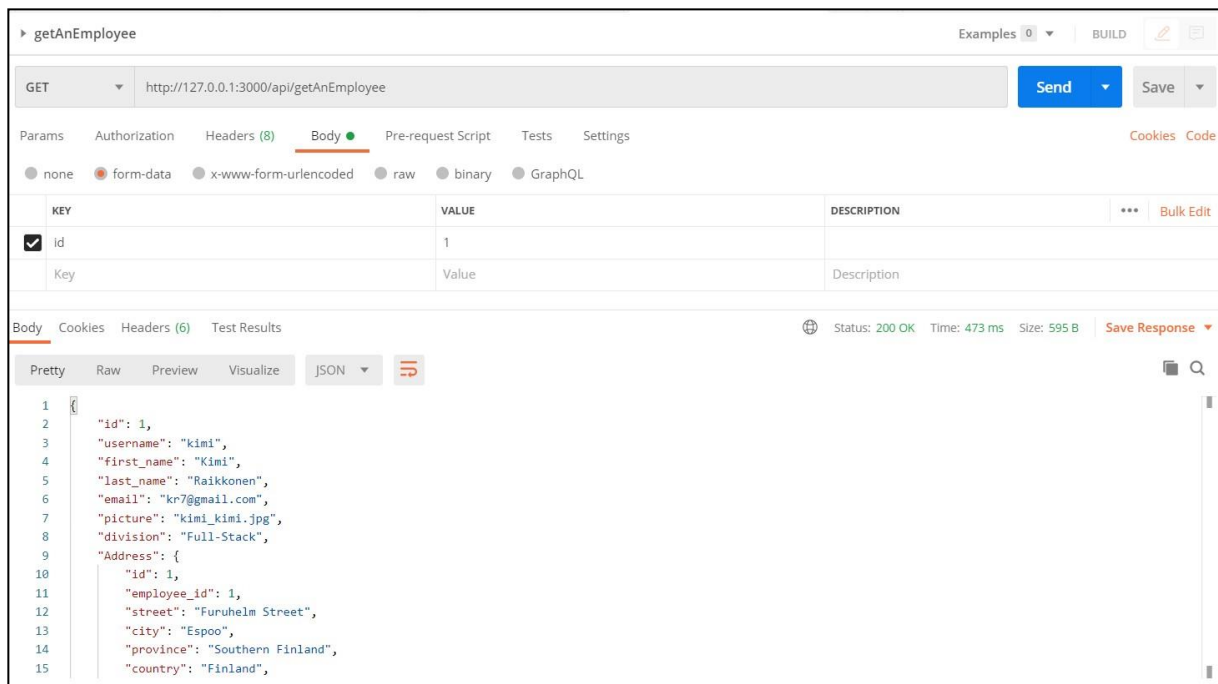 getAnEmployee Examples 0 BUILD
GET http://127.0.0.1:3000/api/getAnEmployee Send Save
Params Authorization Headers (8) Body Pre-request Script Tests Settings Cookies Code
none form-data x-www-form-urlencoded raw binary GraphQL
KEY VALUE DESCRIPTION ••• Bulk Edit
id 1
Key Value Description
Body Cookies Headers (6) Test Results Status: 200 OK Time: 473 ms Size: 595 B Save Response
Pretty Raw Preview Visualize JSON
1 {
2 "id": 1,
3 "username": "kimi",
4 "first_name": "Kimi",
5 "last_name": "Raikkonen",
6 "email": "kr7@gmail.com",
7 "picture": "kimi_kimi.jpg",
8 "division": "Full-Stack",
9 "Address": {
10 "id": 1,
11 "employee_id": 1,
12 "street": "Furuhelm Street",
13 "city": "Espoo",
14 "province": "Southern Finland",
15 "country": "Finland",